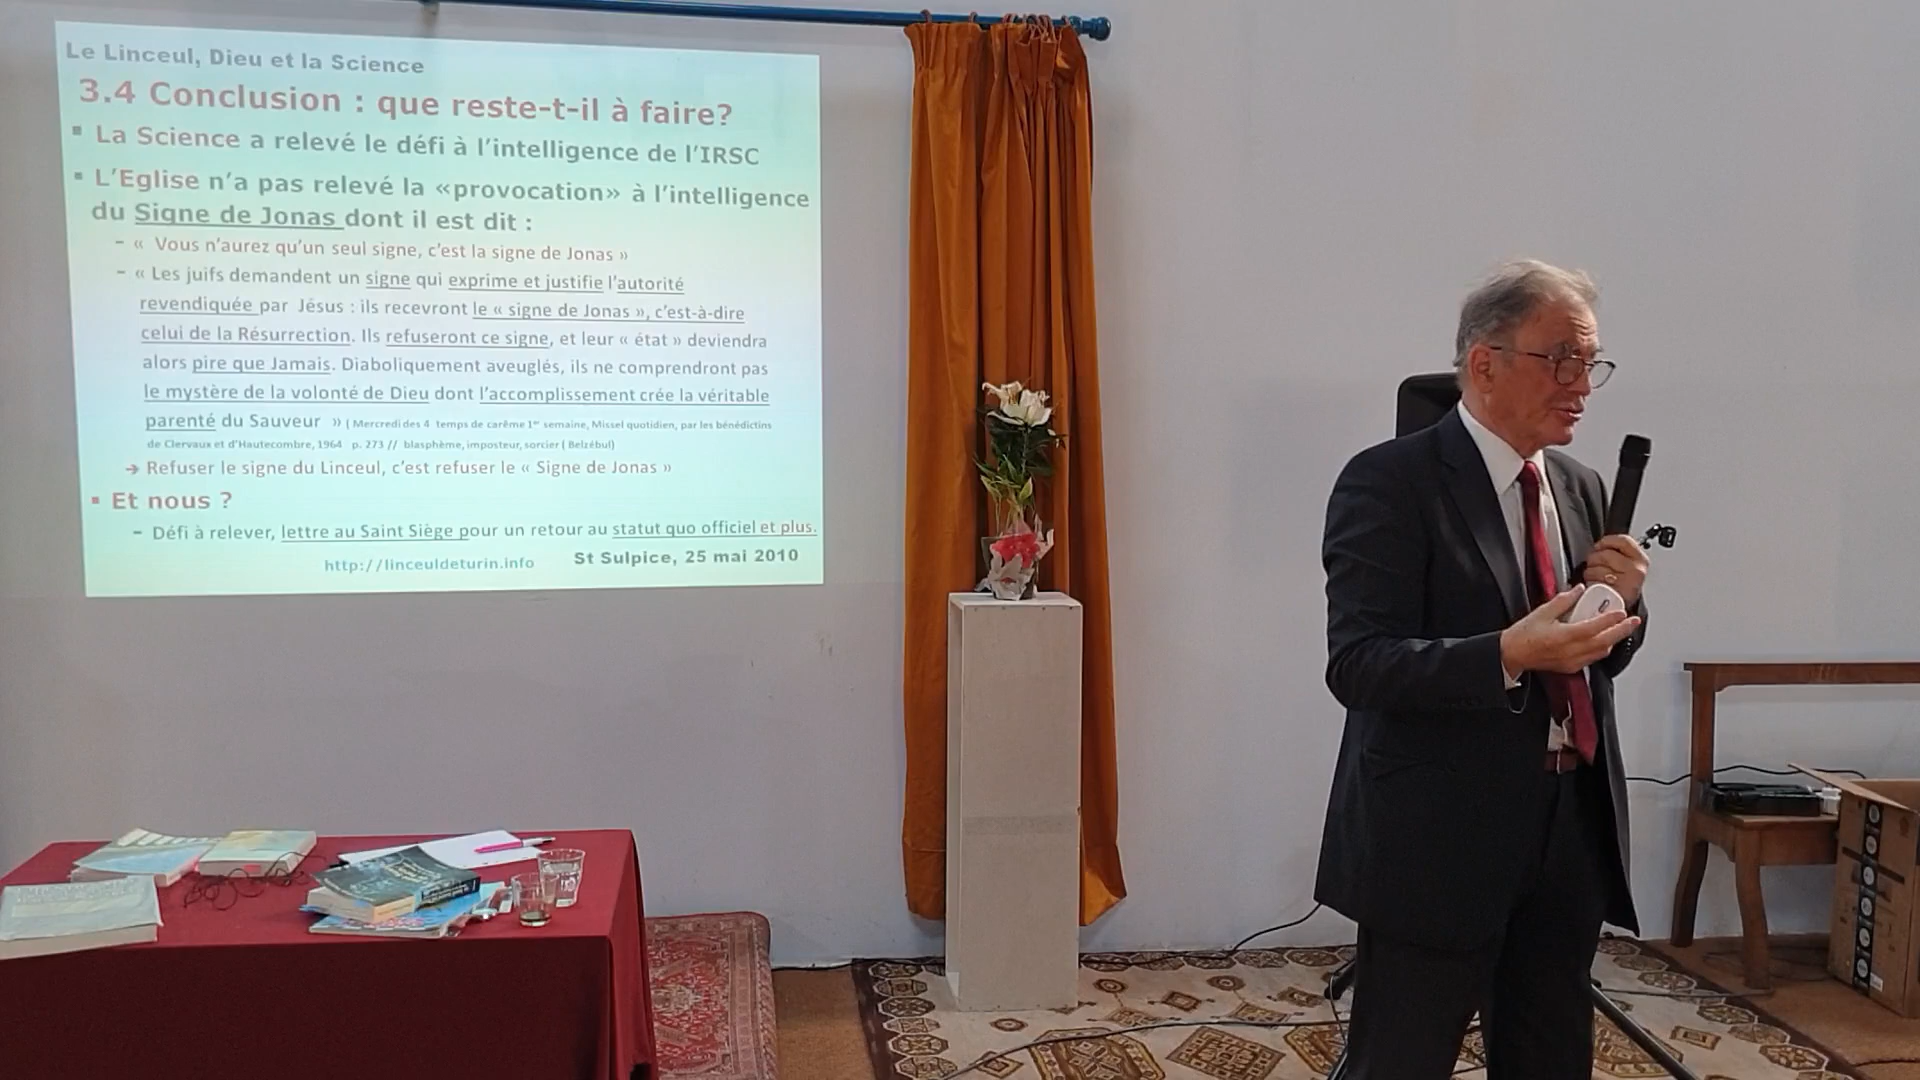 Le Linceul, Dieu et la Science
3.4 Conclusion : que reste-t-il à faire?
▪ La Science a relevé le défi à l'intelligence de l'IRSC
▪ L'Eglise n'a pas relevé la «provocation» à l'intelligence
du Signe de Jonas dont il est dit :
– « Vous n'aurez qu'un seul signe, c'est la signe de Jonas »
– « Les juifs demandent un signe qui exprime et justifie l'autorité
revendiquée par Jésus : ils recevront le « signe de Jonas », c'est-à-dire
celui de la Résurrection. Ils refuseront ce signe, et leur « état » deviendra
alors pire que Jamais. Diaboliquement aveuglés, ils ne comprendront pas
le mystère de la volonté de Dieu dont l'accomplissement crée la véritable
parenté du Sauveur » ( Mercredi des 4 temps de carême 1er semaine, Missel quotidien, par les bénédictins
de Clervaux et d'Hautecombre, 1964 p. 273 // blasphème, imposteur, sorcier ( Belzébul)
→ Refuser le signe du Linceul, c'est refuser le « Signe de Jonas »
▪ Et nous ?
– Défi à relever, lettre au Saint Siège pour un retour au statut quo officiel et plus.
http://linceuldeturin.info St Sulpice, 25 mai 2010